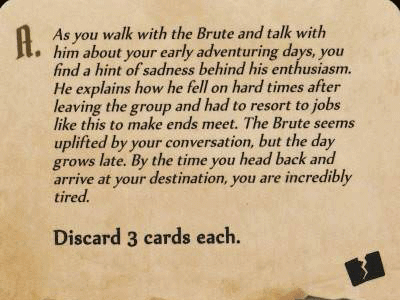 A. As you walk with the Brute and talk with
him about your early adventuring days, you
find a hint of sadness behind his enthusiasm.
He explains how he fell on hard times after
leaving the group and had to resort to jobs
like this to make ends meet. The Brute seems
uplifted by your conversation, but the day
grows late. By the time you head back and
arrive at your destination, you are incredibly
tired.
Discard 3 cards each.